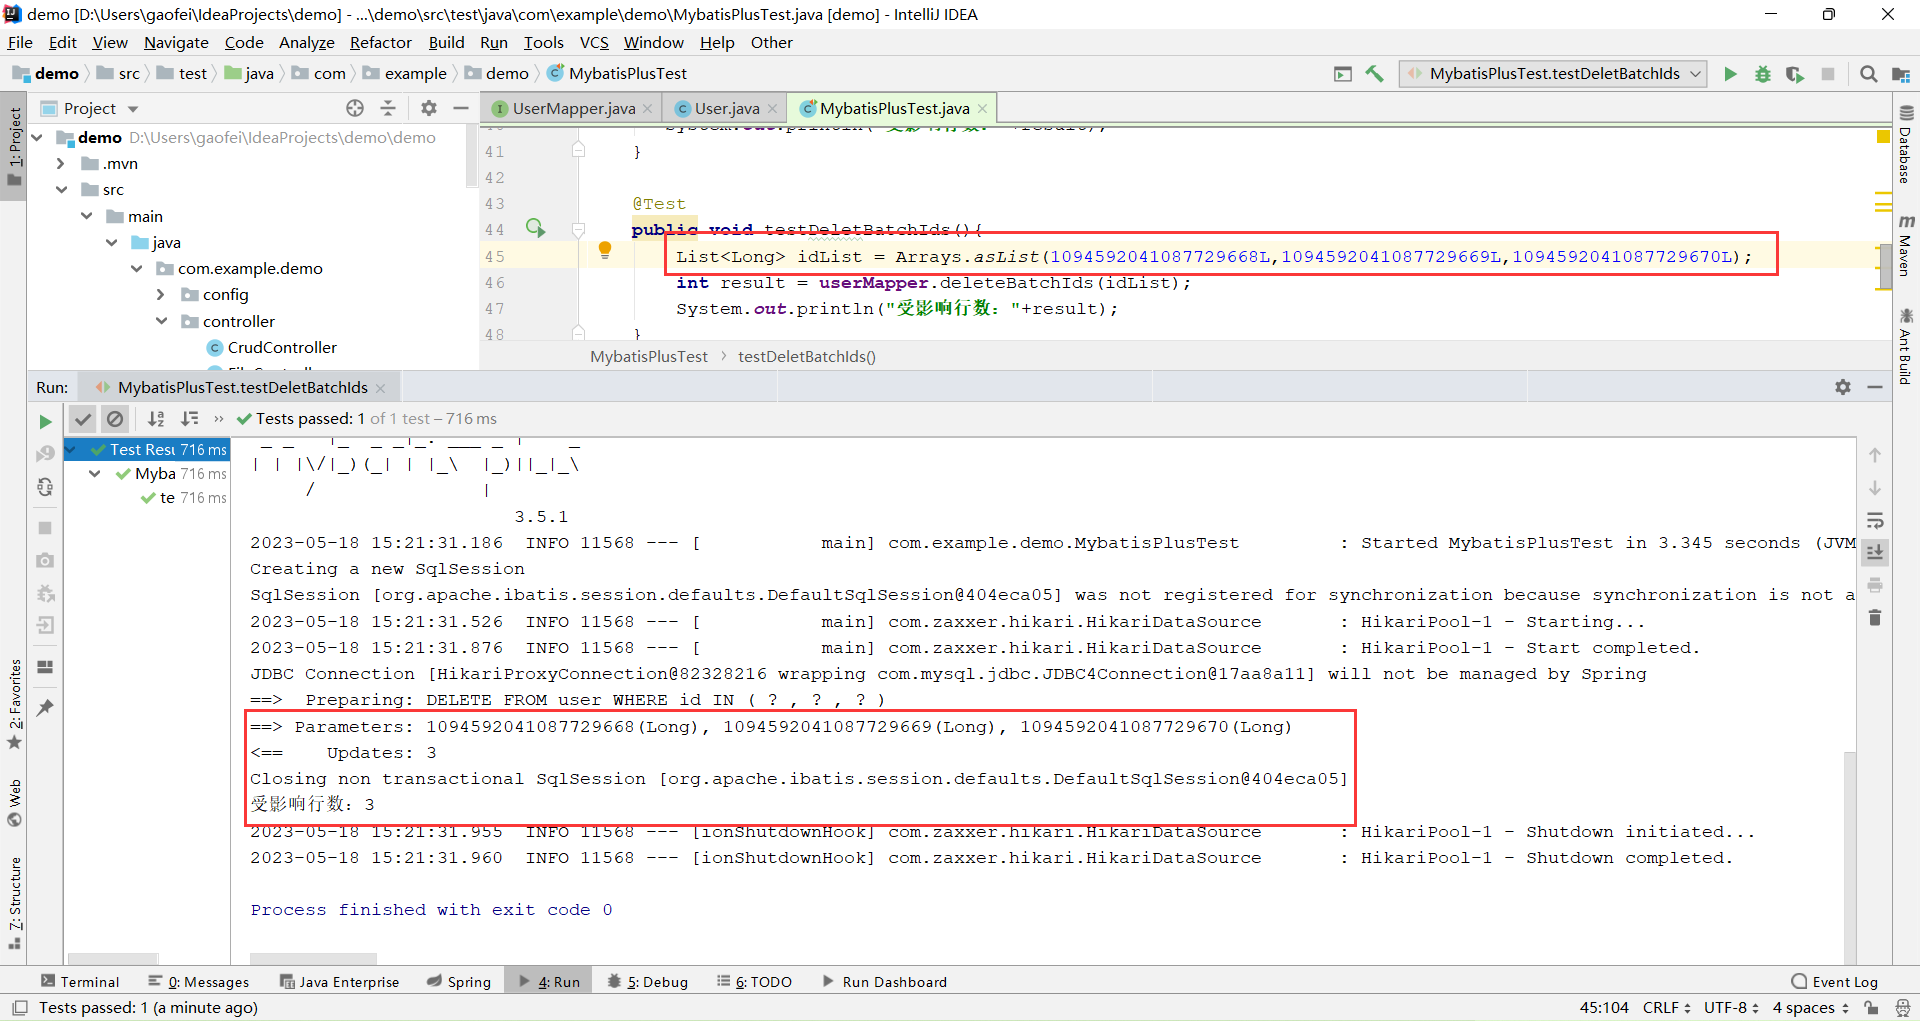 demo [D:\Users\gaofei\IdeaProjects\demo] - ...\demo\src\test\java\com\example\demo\MybatisPlusTest.java [demo] - IntelliJ IDEA
File Edit View Navigate Code Analyze Refactor Build Run Tools VCS Window Help Other
demo src test java com example demo MybatisPlusTest
MybatisPlusTest.testDeletBatchIds
Project
UserMapper.java User.java MybatisPlusTest.java
1: Project
demo D:\Users\gaofei\IdeaProjects\demo\demo
.mvn
src
main
java
com.example.demo
config
controller
CrudController
41 }
42
43 @Test
44 public void testDeletBatchIds(){
45 List<Long> idList = Arrays.asList(1094592041087729668L,1094592041087729669L,1094592041087729670L);
46 int result = userMapper.deleteBatchIds(idList);
47 System.out.println("受影响行数："+result);
48 }
MybatisPlusTest › testDeletBatchIds()
Database
Maven
Ant Build
Run: MybatisPlusTest.testDeletBatchIds
Tests passed: 1 of 1 test – 716 ms
Test Resu 716 ms
Myba 716 ms
te 716 ms
3.5.1
2023-05-18 15:21:31.186 INFO 11568 --- [ main] com.example.demo.MybatisPlusTest : Started MybatisPlusTest in 3.345 seconds (JVM
Creating a new SqlSession
SqlSession [org.apache.ibatis.session.defaults.DefaultSqlSession@404eca05] was not registered for synchronization because synchronization is not a
2023-05-18 15:21:31.526 INFO 11568 --- [ main] com.zaxxer.hikari.HikariDataSource : HikariPool-1 - Starting...
2023-05-18 15:21:31.876 INFO 11568 --- [ main] com.zaxxer.hikari.HikariDataSource : HikariPool-1 - Start completed.
JDBC Connection [HikariProxyConnection@82328216 wrapping com.mysql.jdbc.JDBC4Connection@17aa8a11] will not be managed by Spring
==> Preparing: DELETE FROM user WHERE id IN ( ? , ? , ? )
==> Parameters: 1094592041087729668(Long), 1094592041087729669(Long), 1094592041087729670(Long)
<== Updates: 3
Closing non transactional SqlSession [org.apache.ibatis.session.defaults.DefaultSqlSession@404eca05]
受影响行数：3
2023-05-18 15:21:31.955 INFO 11568 --- [ionShutdownHook] com.zaxxer.hikari.HikariDataSource : HikariPool-1 - Shutdown initiated...
2023-05-18 15:21:31.960 INFO 11568 --- [ionShutdownHook] com.zaxxer.hikari.HikariDataSource : HikariPool-1 - Shutdown completed.
Process finished with exit code 0
2: Favorites
Web
7: Structure
Terminal 0: Messages Java Enterprise Spring 4: Run 5: Debug 6: TODO Run Dashboard Event Log
Tests passed: 1 (a minute ago) 45:104 CRLF UTF-8 4 spaces